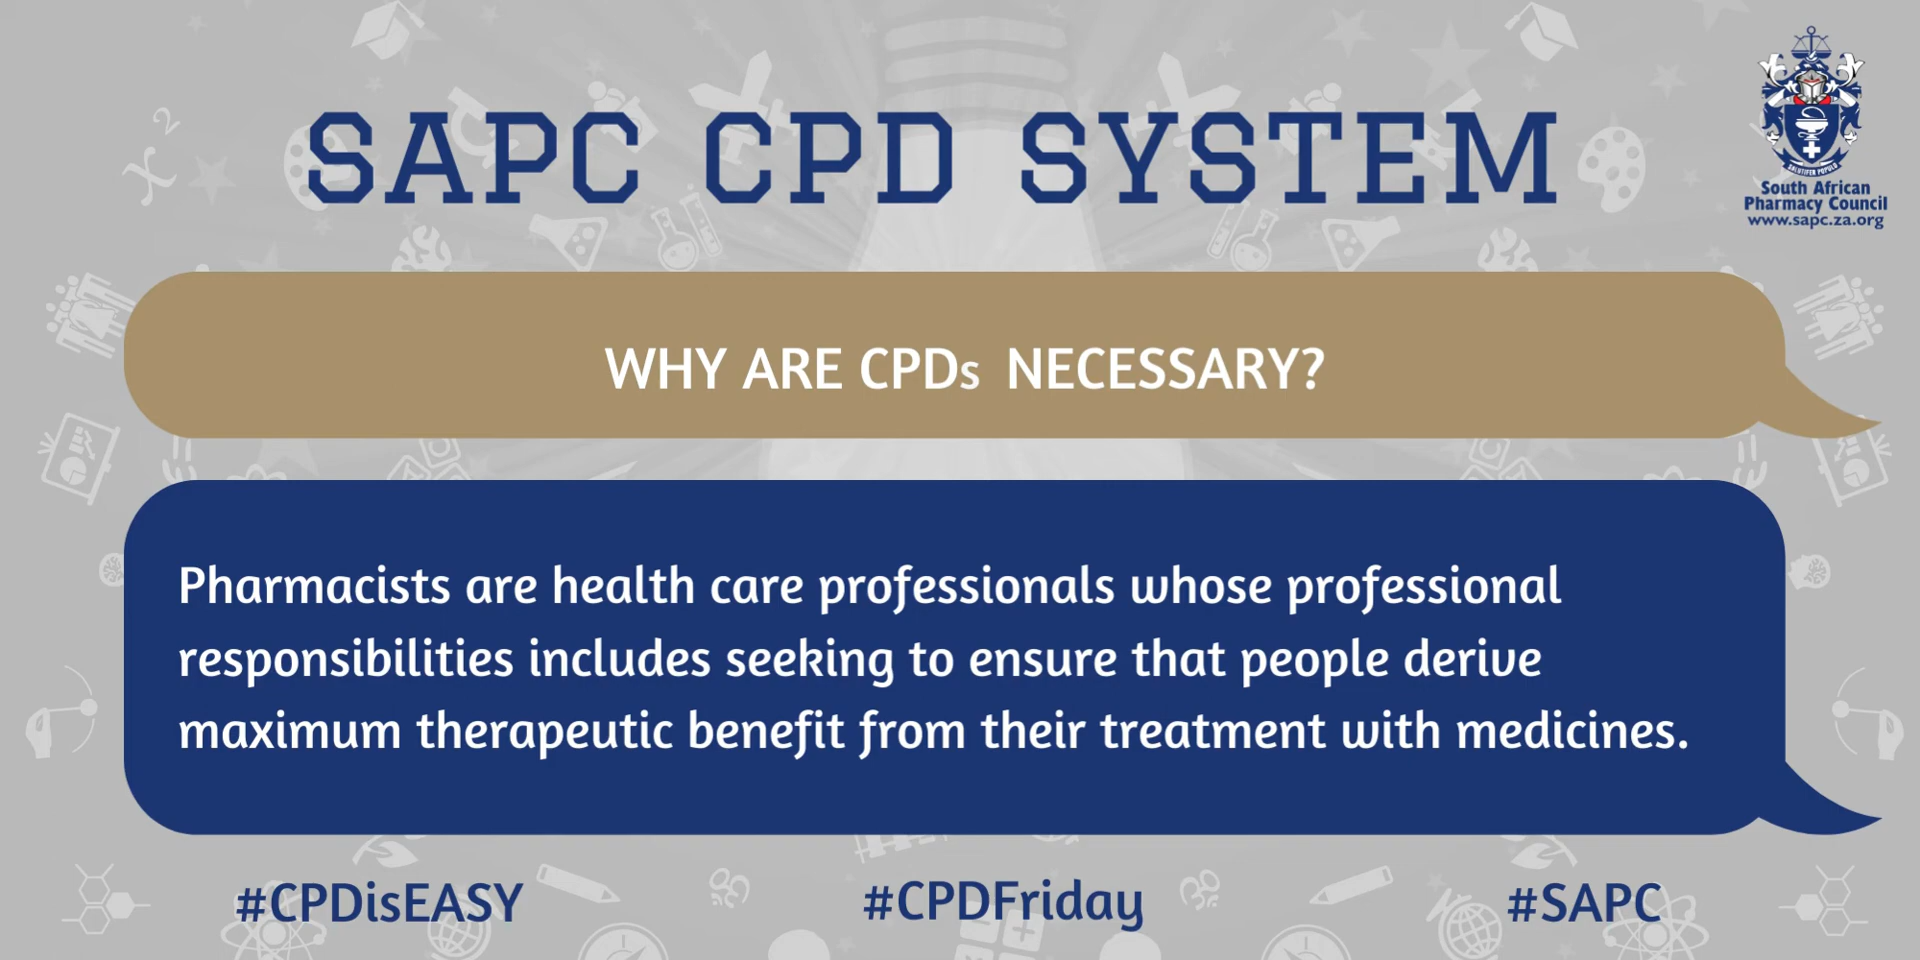 SAPC CPD SYSTEM
SALUTIFER POPULO
South African
Pharmacy Council
www.sapc.za.org
WHY ARE CPDs NECESSARY?
Pharmacists are health care professionals whose professional
responsibilities includes seeking to ensure that people derive
maximum therapeutic benefit from their treatment with medicines.
#CPDisEASY #CPDFriday #SAPC